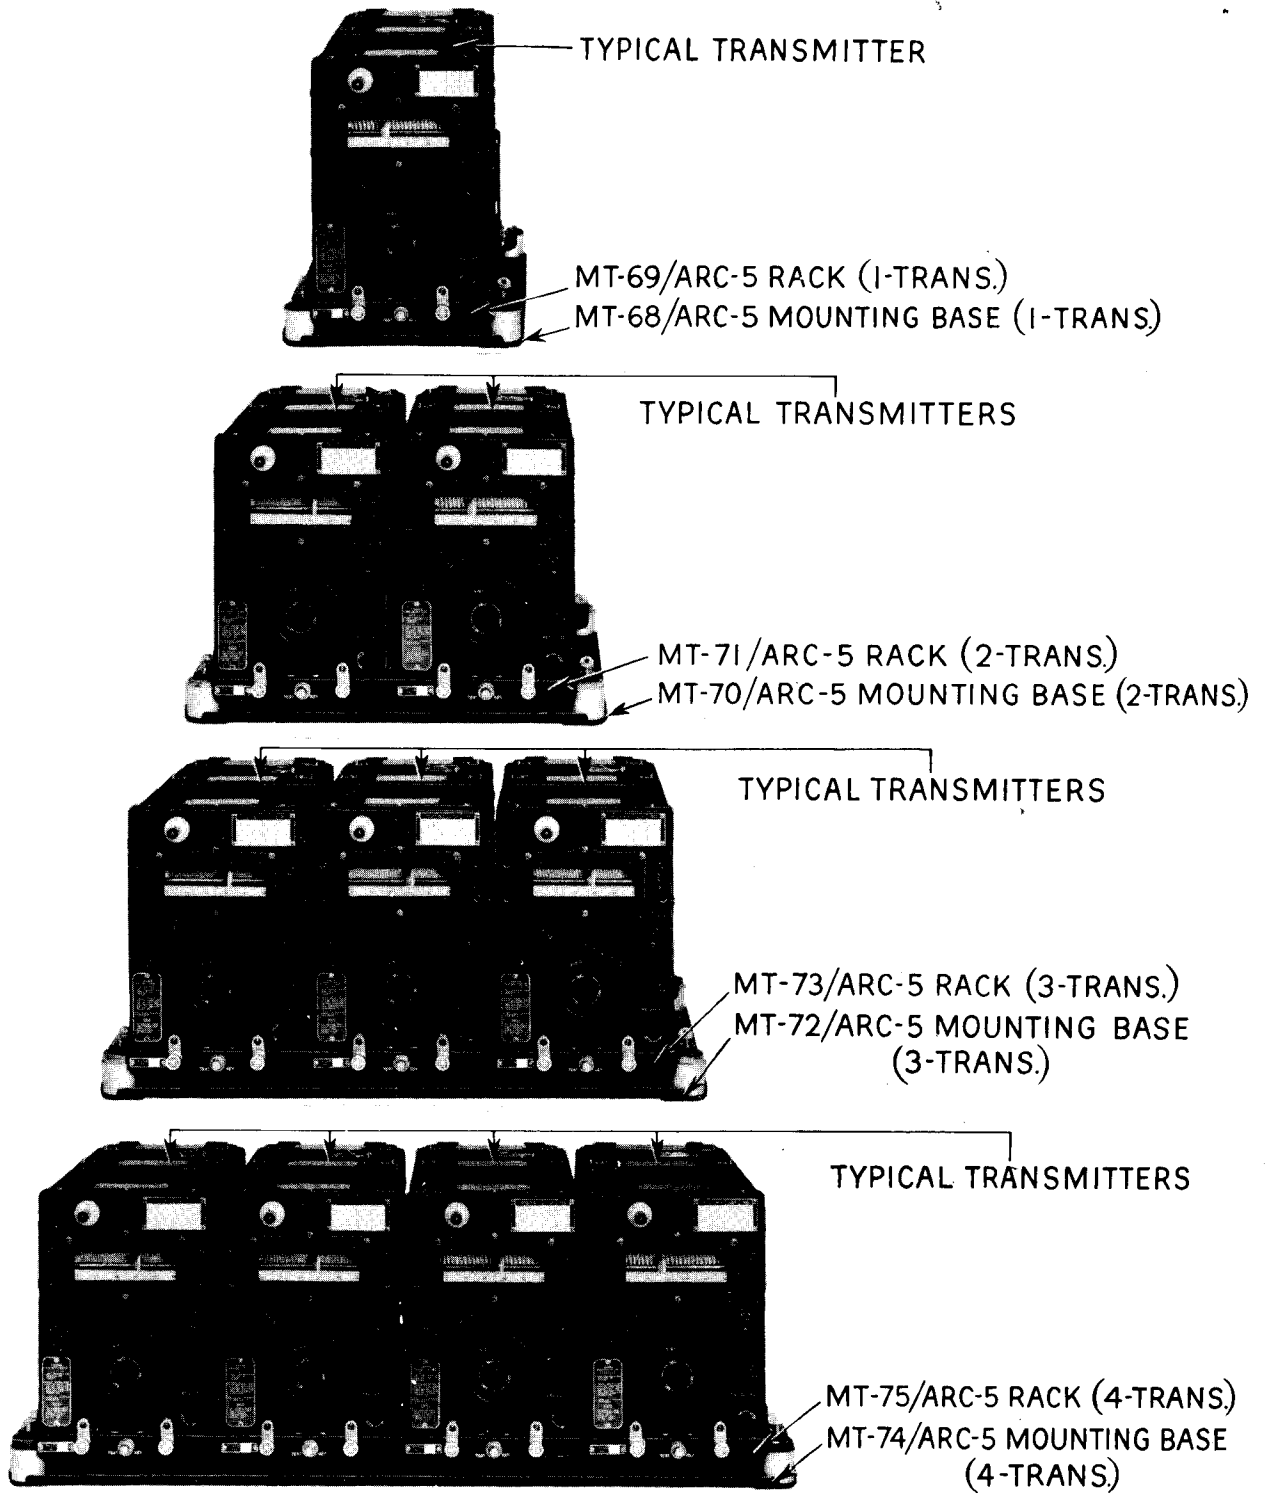 TYPICAL TRANSMITTER
MT-69/ARC-5 RACK (1-TRANS.)
MT-68/ARC-5 MOUNTING BASE (1-TRANS.)
TYPICAL TRANSMITTERS
MT-71/ARC-5 RACK (2-TRANS.)
MT-70/ARC-5 MOUNTING BASE (2-TRANS.)
TYPICAL TRANSMITTERS
MT-73/ARC-5 RACK (3-TRANS.)
MT-72/ARC-5 MOUNTING BASE
(3-TRANS.)
TYPICAL TRANSMITTERS
MT-75/ARC-5 RACK (4-TRANS.)
MT-74/ARC-5 MOUNTING BASE
(4-TRANS.)